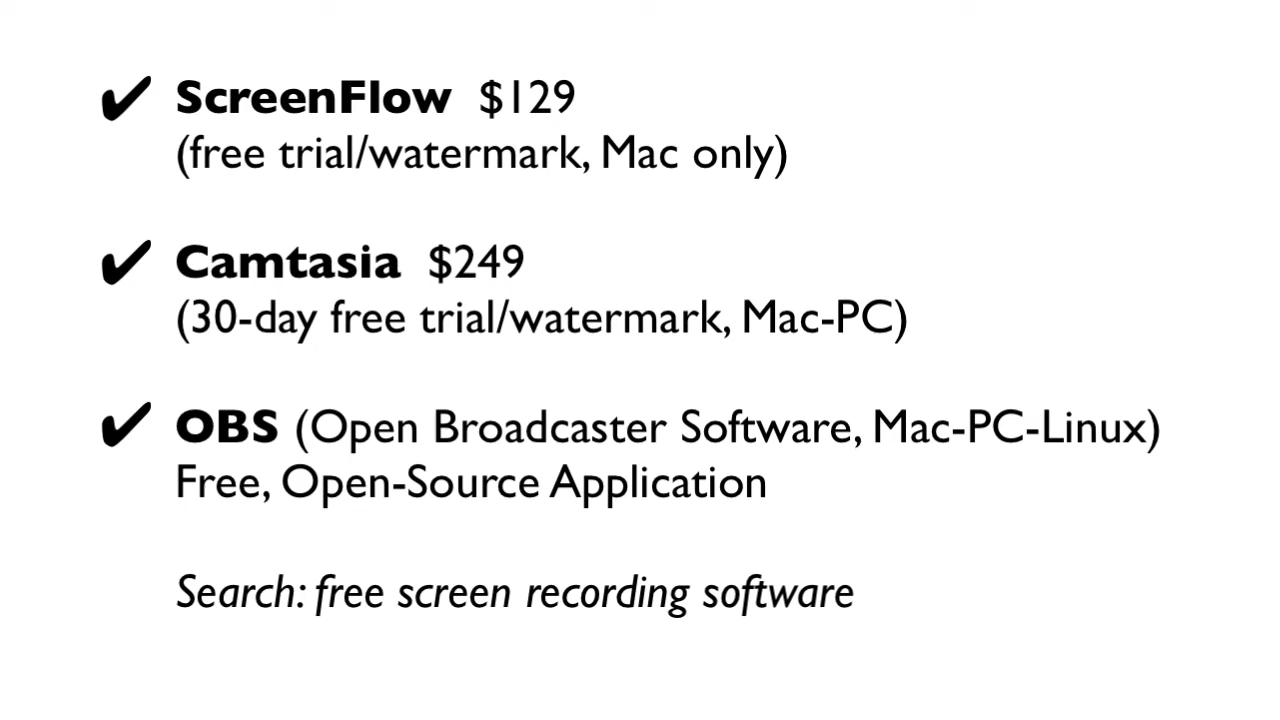 ✔ ScreenFlow $129
(free trial/watermark, Mac only)
✔ Camtasia $249
(30-day free trial/watermark, Mac-PC)
✔ OBS (Open Broadcaster Software, Mac-PC-Linux)
Free, Open-Source Application
Search: free screen recording software